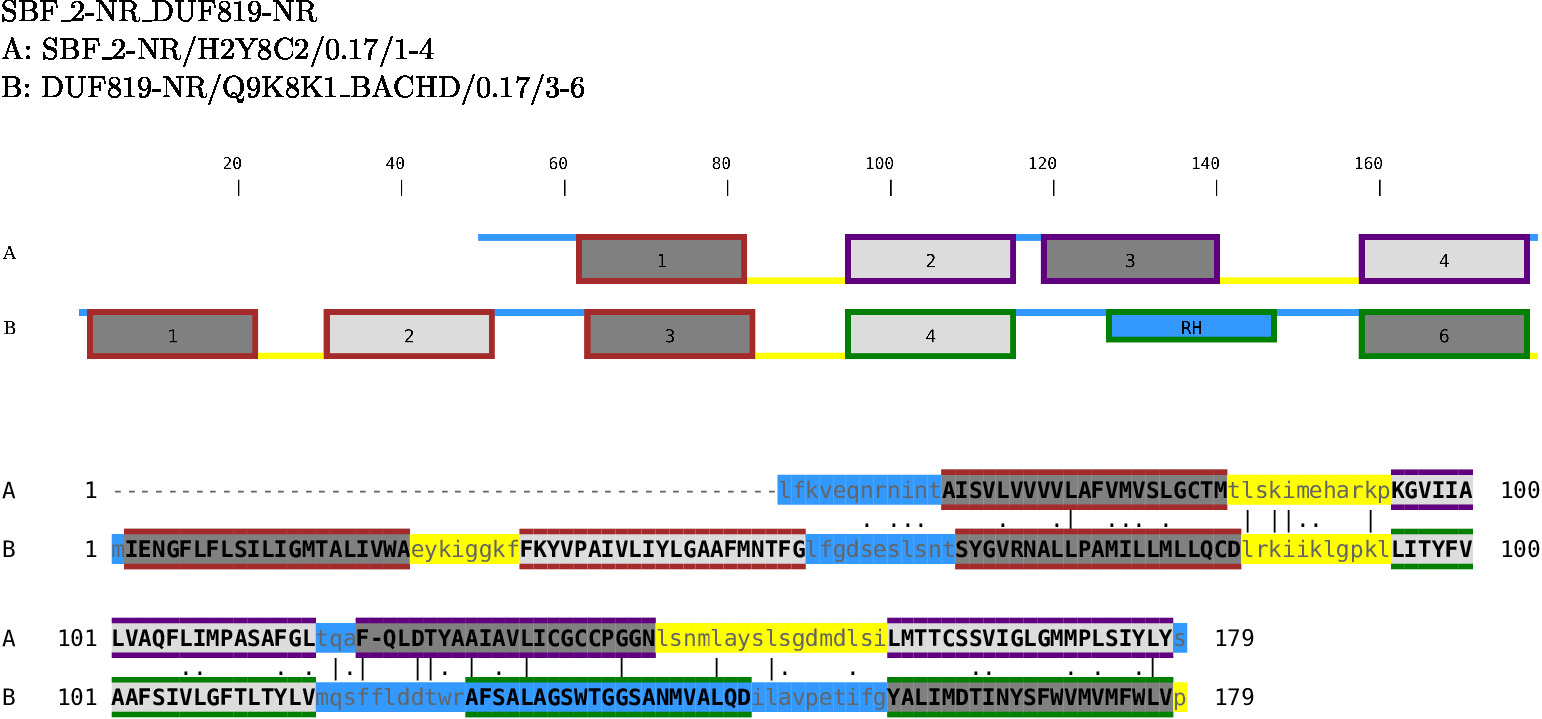 SBF_2-NR_DUF819-NR
A: SBF_2-NR/H2Y8C2/0.17/1-4
B: DUF819-NR/Q9K8K1_BACHD/0.17/3-6
20 40 60 80 100 120 140 160
A 1 2 3 4
B 1 2 3 4 RH 6
A 1 -------------------------------------------------lfkveqnrnintAISVLVVVVLAFVMVSLGCTMtlskimeharkpKGVIIA 100
. ... . .| ... . | ||.. |
B 1 mIENGFLFLSILIGMTALIVWAeykiggkfFKYVPAIVLIYLGAAFMNTFGlfgdseslsntSYGVRNALLPAMILLMLLQCDlrkiiklgpklLITYFV 100
A 101 LVAQFLIMPASAFGLtqaF-QLDTYAAIAVLICGCCPGGNlsnmlayslsgdmdlsiLMTTCSSVIGLGMMPLSIYLYs 179
.. . . |.| ||. | . | | | |. . .. . . .|
B 101 AAFSIVLGFTLTYLVmqsfflddtwrAFSALAGSWTGGSANMVALQDilavpetifgYALIMDTINYSFWVMVMFWLVp 179